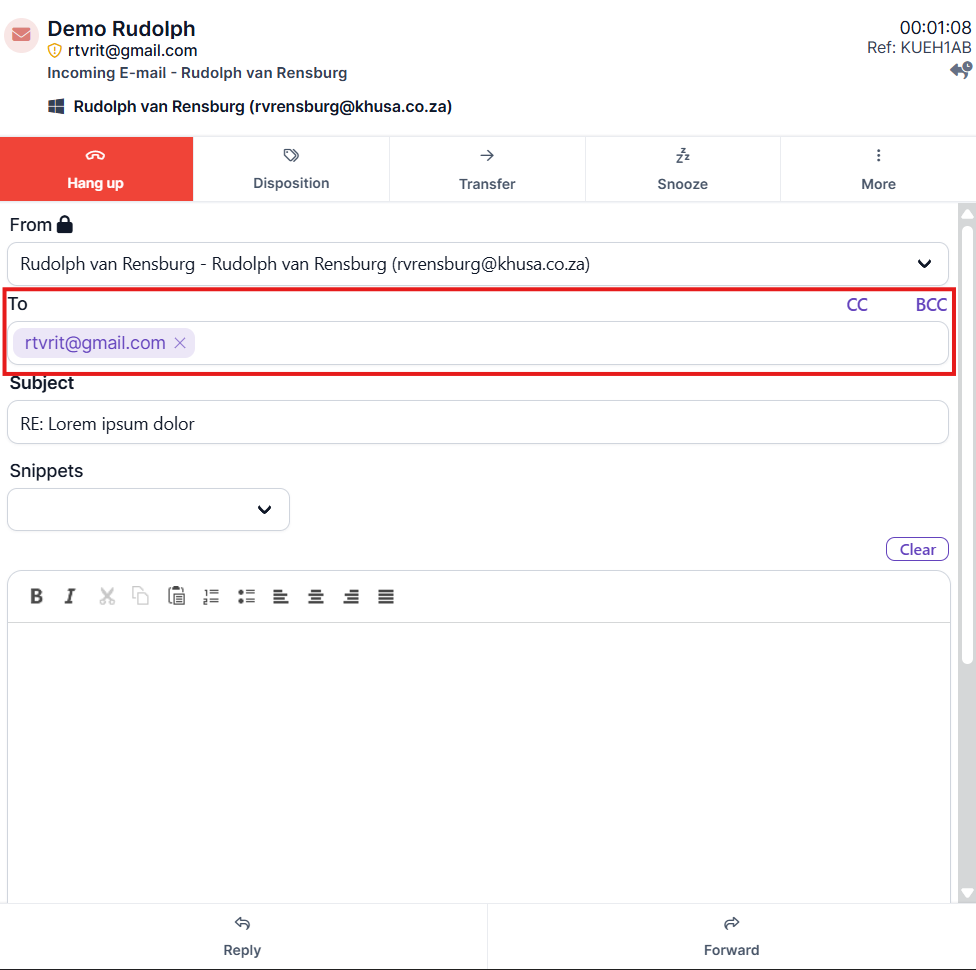 Demo Rudolph
00:01:08
rtvrit@gmail.com
Ref: KUEH1AB
Incoming E-mail - Rudolph van Rensburg
Rudolph van Rensburg (rvrensburg@khusa.co.za)
Hang up
Disposition
Transfer
Snooze
More
From
Rudolph van Rensburg - Rudolph van Rensburg (rvrensburg@khusa.co.za)
To
CC
BCC
rtvrit@gmail.com
Subject
RE: Lorem ipsum dolor
Snippets
Clear
B I
Reply
Forward